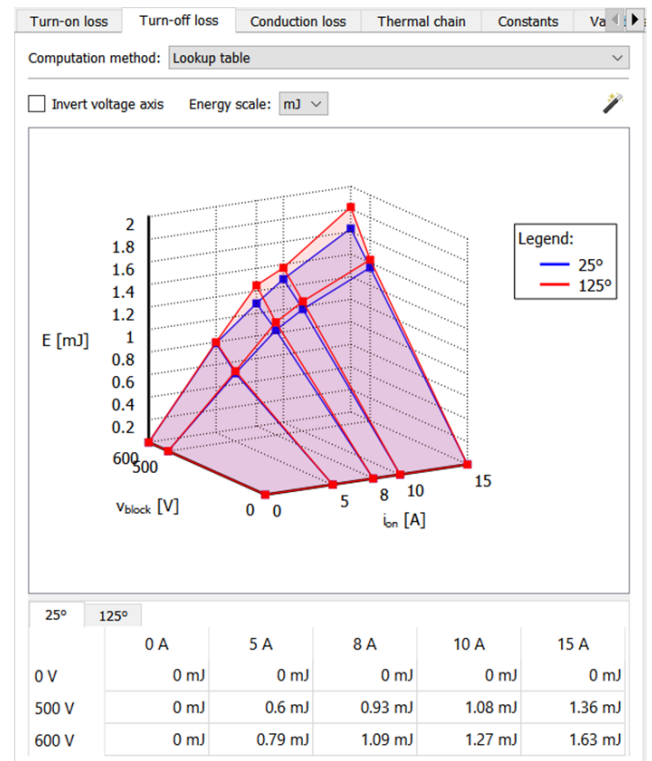 Turn-on loss Turn-off loss Conduction loss Thermal chain Constants Va
Computation method: Lookup table
Invert voltage axis Energy scale: mJ
2
1.8
1.6
1.4
1.2
1
0.8
0.6
0.4
0.2
E [mJ]
Legend:
25°
125°
600
500
0
v_block [V]
0
5
8
10
15
i_on [A]
25° 125°
0 A 5 A 8 A 10 A 15 A
0 V 0 mJ 0 mJ 0 mJ 0 mJ 0 mJ
500 V 0 mJ 0.6 mJ 0.93 mJ 1.08 mJ 1.36 mJ
600 V 0 mJ 0.79 mJ 1.09 mJ 1.27 mJ 1.63 mJ